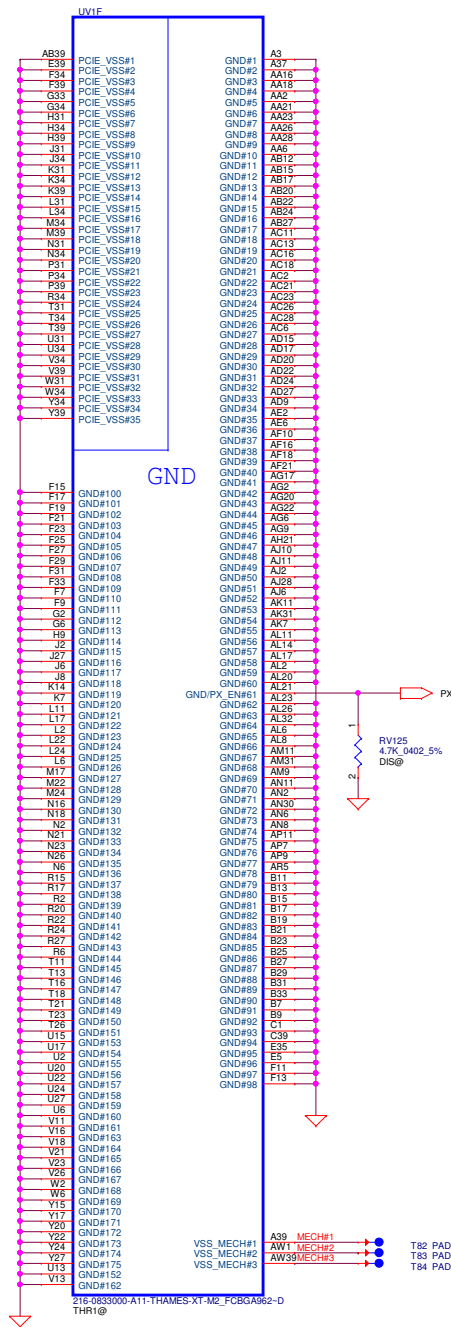 UV1F
AB39 PCIE_VSS#1
E39 PCIE_VSS#2
F34 PCIE_VSS#3
F39 PCIE_VSS#4
G33 PCIE_VSS#5
G34 PCIE_VSS#6
H31 PCIE_VSS#7
H34 PCIE_VSS#8
H39 PCIE_VSS#9
J31 PCIE_VSS#10
J34 PCIE_VSS#11
K31 PCIE_VSS#12
K34 PCIE_VSS#13
K39 PCIE_VSS#14
L31 PCIE_VSS#15
L34 PCIE_VSS#16
M34 PCIE_VSS#17
M39 PCIE_VSS#18
N31 PCIE_VSS#19
N34 PCIE_VSS#20
P31 PCIE_VSS#21
P34 PCIE_VSS#22
P39 PCIE_VSS#23
R34 PCIE_VSS#24
T31 PCIE_VSS#25
T34 PCIE_VSS#26
T39 PCIE_VSS#27
U31 PCIE_VSS#28
U34 PCIE_VSS#29
V34 PCIE_VSS#30
V39 PCIE_VSS#31
W31 PCIE_VSS#32
W34 PCIE_VSS#33
Y34 PCIE_VSS#34
Y39 PCIE_VSS#35
GND
F15 GND#100
F17 GND#101
F19 GND#102
F21 GND#103
F23 GND#104
F25 GND#105
F27 GND#106
F29 GND#107
F31 GND#108
F33 GND#109
F7 GND#110
F9 GND#111
G2 GND#112
G6 GND#113
H9 GND#114
J2 GND#115
J27 GND#116
J6 GND#117
J8 GND#118
K14 GND#119
K7 GND#120
L11 GND#121
L17 GND#122
L2 GND#123
L22 GND#124
L24 GND#125
L6 GND#126
M17 GND#127
M22 GND#128
M24 GND#129
N16 GND#130
N18 GND#131
N2 GND#132
N21 GND#133
N23 GND#134
N26 GND#135
N6 GND#136
R15 GND#137
R17 GND#138
R2 GND#139
R20 GND#140
R22 GND#141
R24 GND#142
R27 GND#143
R6 GND#144
T11 GND#145
T13 GND#146
T16 GND#147
T18 GND#148
T21 GND#149
T23 GND#150
T26 GND#151
U15 GND#153
U17 GND#154
U2 GND#155
U20 GND#156
U22 GND#157
U24 GND#158
U27 GND#159
U6 GND#160
V11 GND#161
V16 GND#163
V18 GND#164
V21 GND#165
V23 GND#166
V26 GND#167
W2 GND#168
W6 GND#169
Y15 GND#170
Y17 GND#171
Y20 GND#172
Y22 GND#173
Y24 GND#174
Y27 GND#175
U13 GND#152
V13 GND#162
GND#1 A3
GND#2 A37
GND#3 AA16
GND#4 AA18
GND#5 AA2
GND#6 AA21
GND#7 AA23
GND#8 AA26
GND#9 AA28
GND#10 AA6
GND#11 AB12
GND#12 AB15
GND#13 AB17
GND#14 AB20
GND#15 AB22
GND#16 AB24
GND#17 AB27
GND#18 AC11
GND#19 AC13
GND#20 AC16
GND#21 AC18
GND#22 AC2
GND#23 AC21
GND#24 AC23
GND#25 AC26
GND#26 AC28
GND#27 AC6
GND#28 AD15
GND#29 AD17
GND#30 AD20
GND#31 AD22
GND#32 AD24
GND#33 AD27
GND#34 AD9
GND#35 AE2
GND#36 AE6
GND#37 AF10
GND#38 AF16
GND#39 AF18
GND#40 AF21
GND#41 AG17
GND#42 AG2
GND#43 AG20
GND#44 AG22
GND#45 AG6
GND#46 AG9
GND#47 AH21
GND#48 AJ10
GND#49 AJ11
GND#50 AJ2
GND#51 AJ28
GND#52 AJ6
GND#53 AK11
GND#54 AK31
GND#55 AK7
GND#56 AL11
GND#57 AL14
GND#58 AL17
GND#59 AL2
GND#60 AL20
GND/PX_EN#61 AL21
GND#62 AL23
GND#63 AL26
GND#64 AL32
GND#65 AL6
GND#66 AL8
GND#67 AM11
GND#68 AM31
GND#69 AM9
GND#70 AN11
GND#71 AN2
GND#72 AN30
GND#73 AN6
GND#74 AN8
GND#75 AP11
GND#76 AP7
GND#77 AP9
GND#78 AR5
GND#79 B11
GND#80 B13
GND#81 B15
GND#82 B17
GND#83 B19
GND#84 B21
GND#85 B23
GND#86 B25
GND#87 B27
GND#88 B29
GND#89 B31
GND#90 B33
GND#91 B7
GND#92 B9
GND#93 C1
GND#94 C39
GND#95 E35
GND#96 E5
GND#97 F11
GND#98 F13
PX
1
2
RV125
4.7K_0402_5%
DIS@
VSS_MECH#1 A39 MECH#1 T82 PAD
VSS_MECH#2 AW1 MECH#2 T83 PAD
VSS_MECH#3 AW39 MECH#3 T84 PAD
216-0833000-A11-THAMES-XT-M2_FCBGA962~D
THR1@